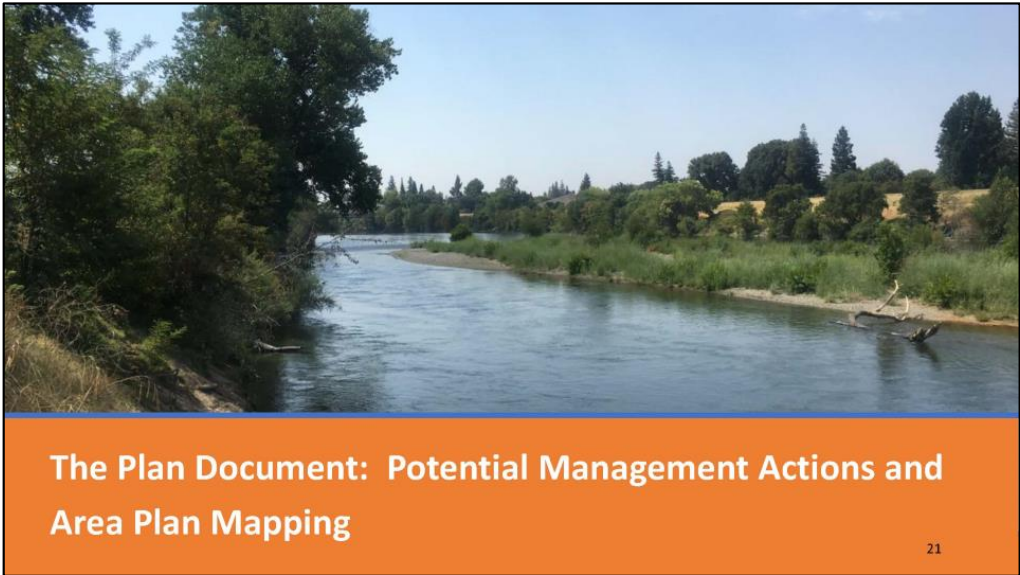 The Plan Document: Potential Management Actions and
Area Plan Mapping
21